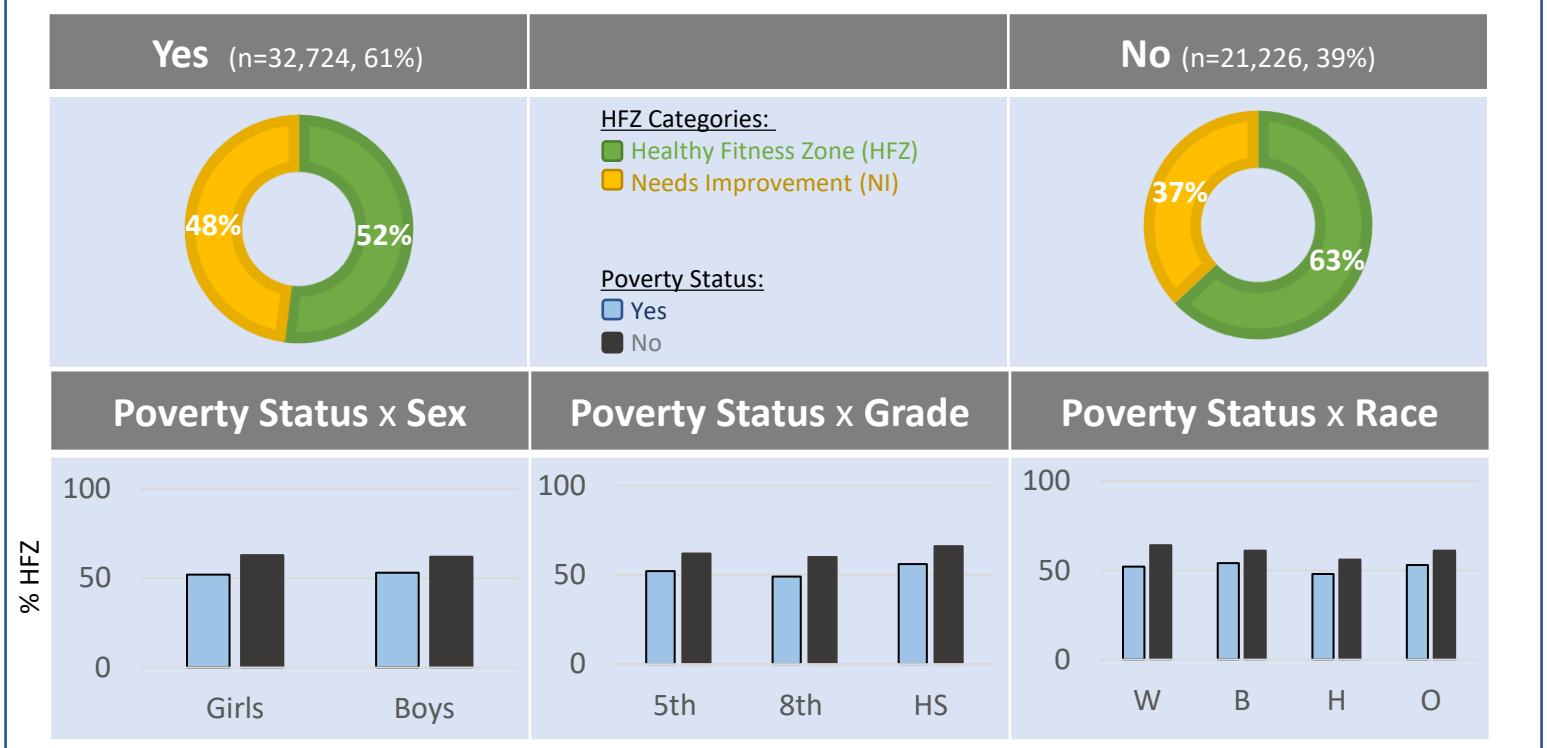 Yes (n=32,724, 61%)
No (n=21,226, 39%)
48%
52%
HFZ Categories:
Healthy Fitness Zone (HFZ)
Needs Improvement (NI)
Poverty Status:
Yes
No
37%
63%
Poverty Status x Sex
Poverty Status x Grade
Poverty Status x Race
% HFZ
100
50
0
Girls Boys
100
50
0
5th 8th HS
100
50
0
W B H O